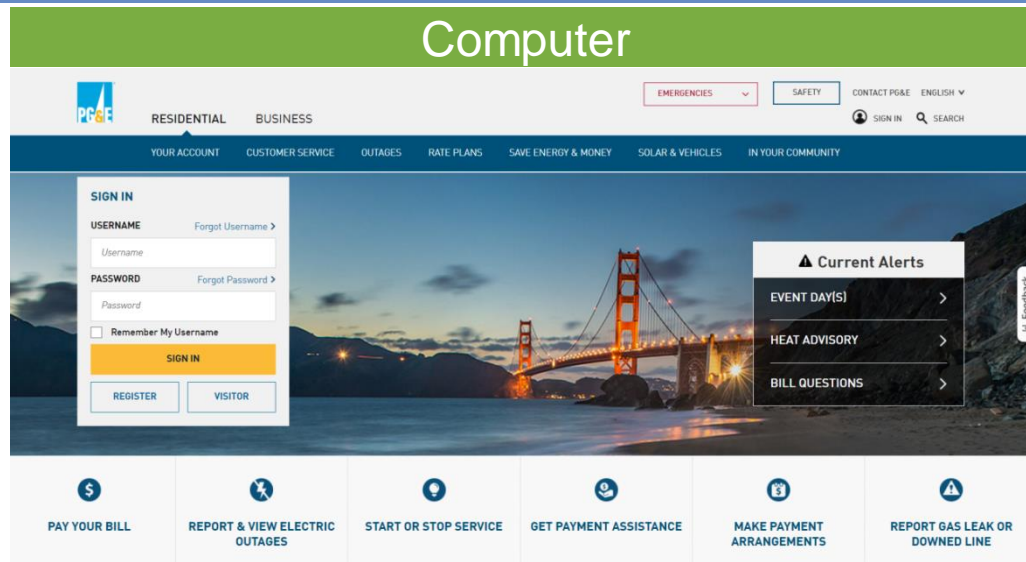 Computer
PG&E
EMERGENCIES
SAFETY
CONTACT PG&E ENGLISH
RESIDENTIAL BUSINESS
SIGN IN SEARCH
YOUR ACCOUNT CUSTOMER SERVICE OUTAGES RATE PLANS SAVE ENERGY & MONEY SOLAR & VEHICLES IN YOUR COMMUNITY
SIGN IN
USERNAME Forgot Username >
Username
PASSWORD Forgot Password >
Password
Remember My Username
SIGN IN
REGISTER VISITOR
Current Alerts
EVENT DAY(S)
HEAT ADVISORY
BILL QUESTIONS
Feedback
PAY YOUR BILL
REPORT & VIEW ELECTRIC
OUTAGES
START OR STOP SERVICE
GET PAYMENT ASSISTANCE
MAKE PAYMENT
ARRANGEMENTS
REPORT GAS LEAK OR
DOWNED LINE